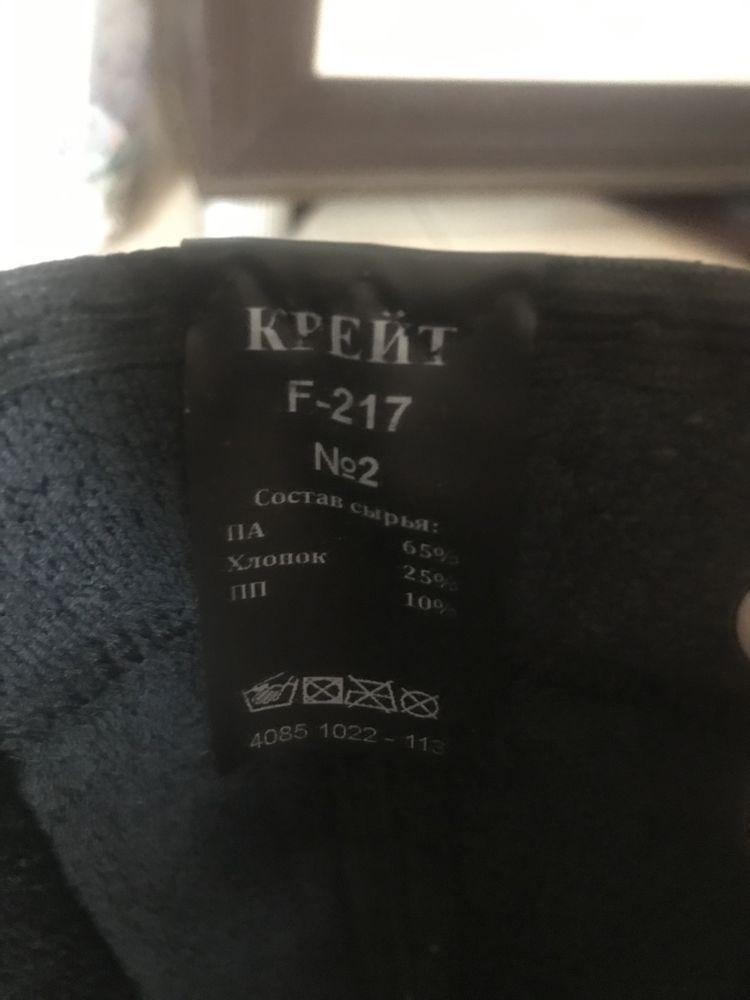 КРЕЙТ
F-217
№2
Состав сырья:
ПА 65%
Хлопок 25%
ПП 10%
4085 1022 - 113